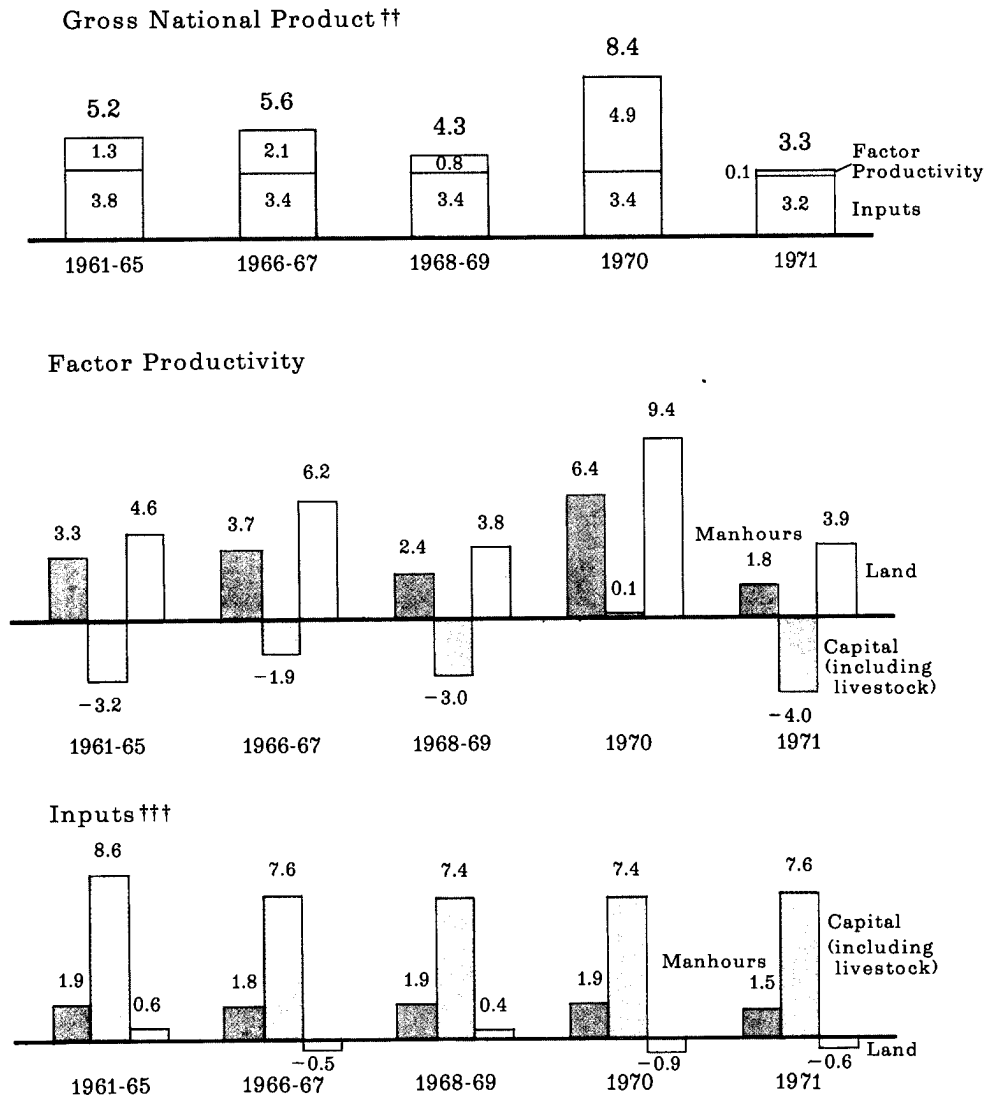 Gross National Product ††
8.4
5.2 5.6 4.3 4.9 3.3
1.3 2.1 0.8 0.1 Factor Productivity
3.8 3.4 3.4 3.4 3.2 Inputs
1961-65 1966-67 1968-69 1970 1971
Factor Productivity
9.4
6.2 6.4
3.3 4.6 3.7 2.4 3.8 Manhours 3.9
0.1 1.8 Land
Capital
(including
livestock)
−3.2 −1.9 −3.0 −4.0
1961-65 1966-67 1968-69 1970 1971
Inputs †††
8.6 7.6 7.4 7.4 7.6
Capital
(including
livestock)
1.9 0.6 1.8 1.9 0.4 1.9 Manhours 1.5
−0.5 −0.9 −0.6 Land
1961-65 1966-67 1968-69 1970 1971